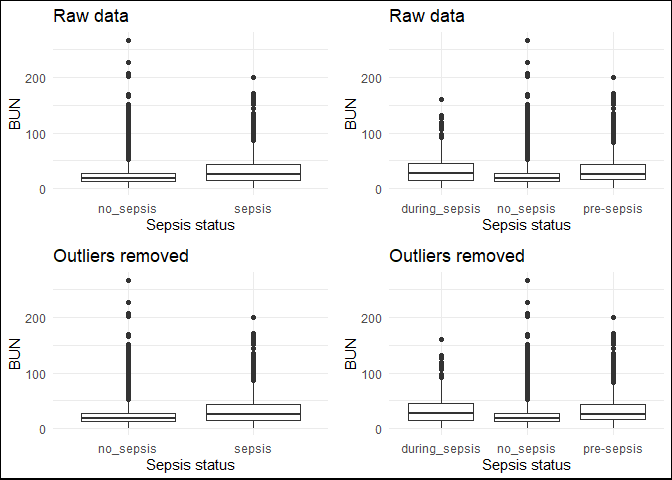 Raw data
Raw data
BUN
200
100
0
no_sepsis
sepsis
Sepsis status
BUN
200
100
0
during_sepsis
no_sepsis
pre-sepsis
Sepsis status
Outliers removed
Outliers removed
BUN
200
100
0
no_sepsis
sepsis
Sepsis status
BUN
200
100
0
during_sepsis
no_sepsis
pre-sepsis
Sepsis status